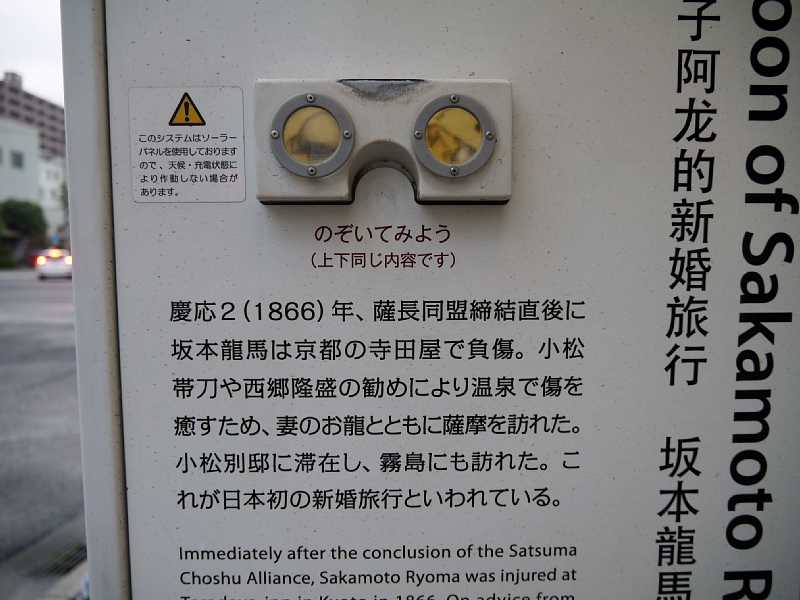 このシステムはソーラー
パネルを使用しております
ので、天候・充電状態に
より作動しない場合が
あります。
のぞいてみよう
（上下同じ内容です）
慶応2（1866）年、薩長同盟締結直後に
坂本龍馬は京都の寺田屋で負傷。小松
帯刀や西郷隆盛の勧めにより温泉で傷を
癒すため、妻のお龍とともに薩摩を訪れた。
小松別邸に滞在し、霧島にも訪れた。こ
れが日本初の新婚旅行といわれている。
Immediately after the conclusion of the Satsuma
Choshu Alliance, Sakamoto Ryoma was injured at
Teradaya inn in Kyoto in 1866. On advice from
oon of Sakamoto R
子阿龙的新婚旅行 坂本龍馬